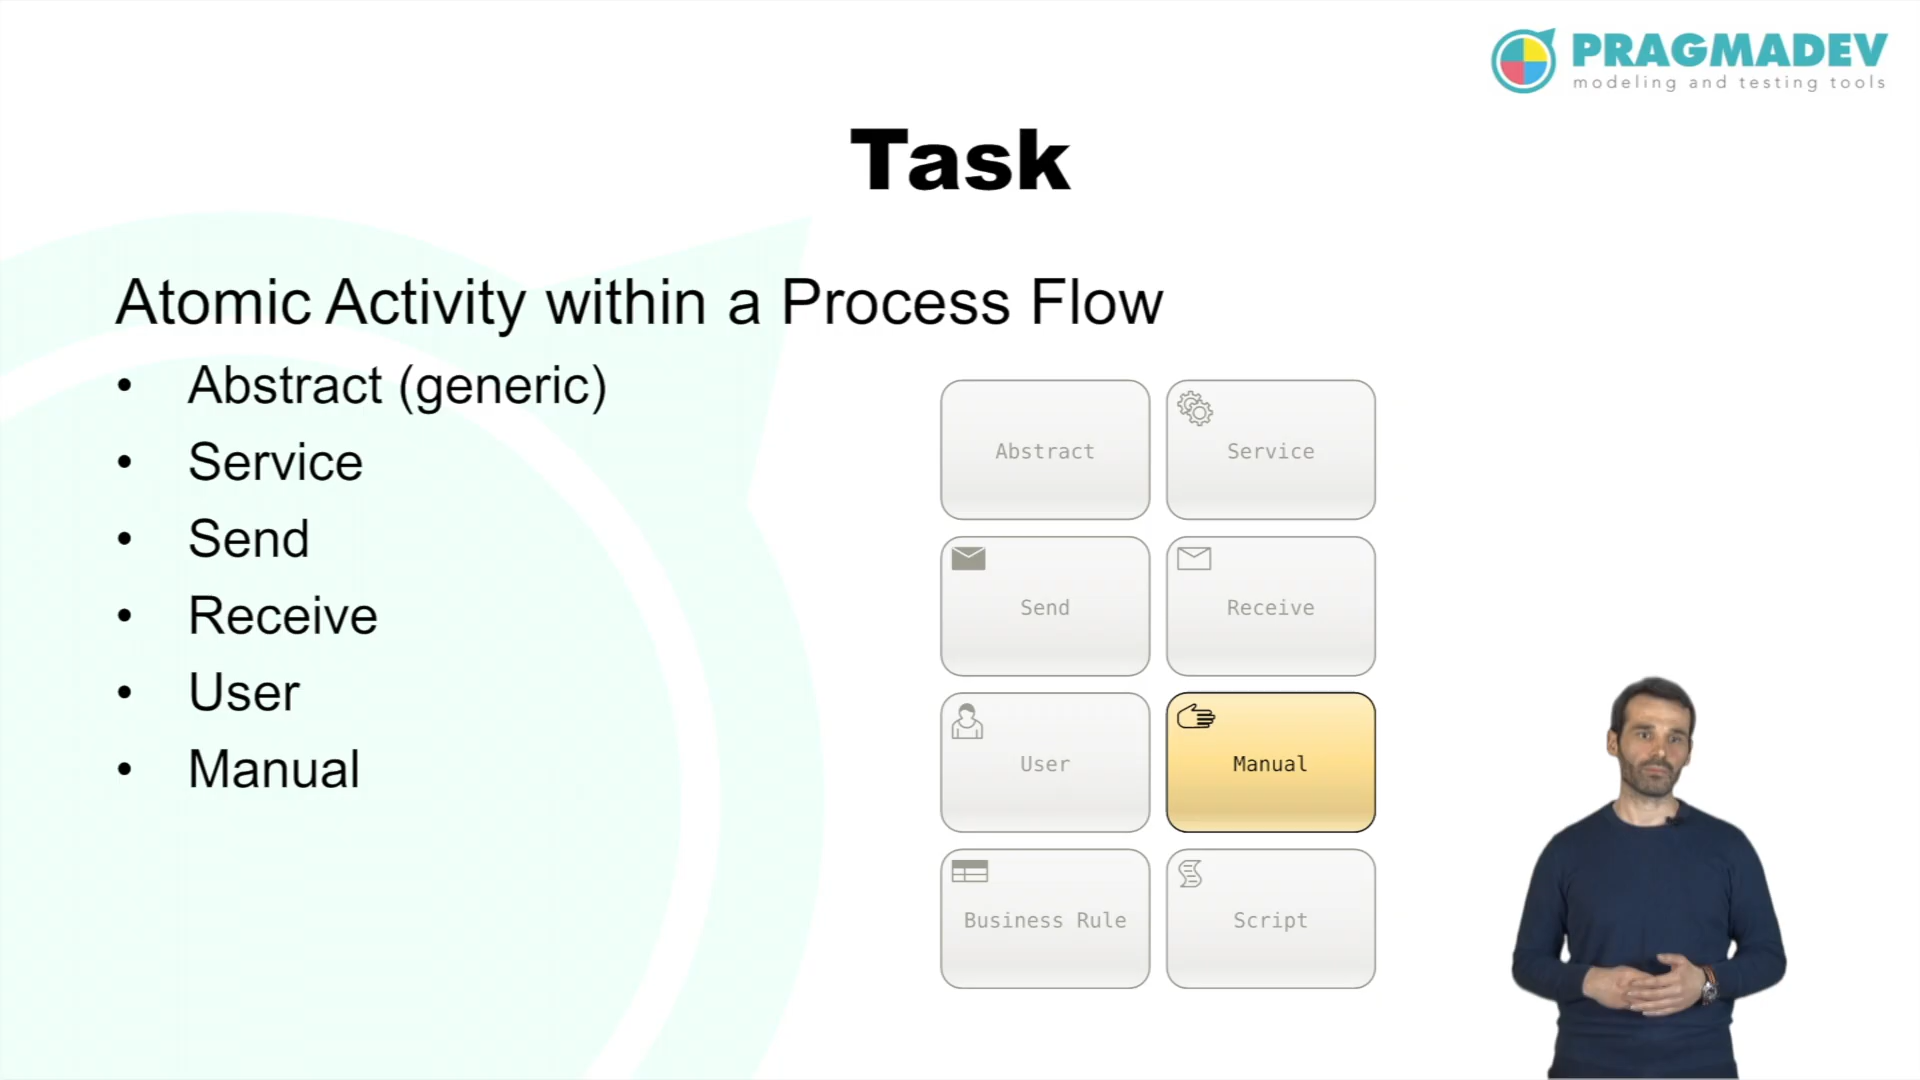 PRAGMADEV
modeling and testing tools
Task
Atomic Activity within a Process Flow
• Abstract (generic)
• Service
• Send
• Receive
• User
• Manual
Abstract
Service
Send
Receive
User
Manual
Business Rule
Script